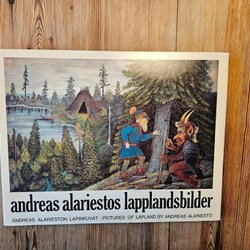 andreas alariestos lapplandsbilder
ANDREAS ALARIESTON LAPINKUVAT · PICTURES OF LAPLAND BY ANDREAS ALARIESTO